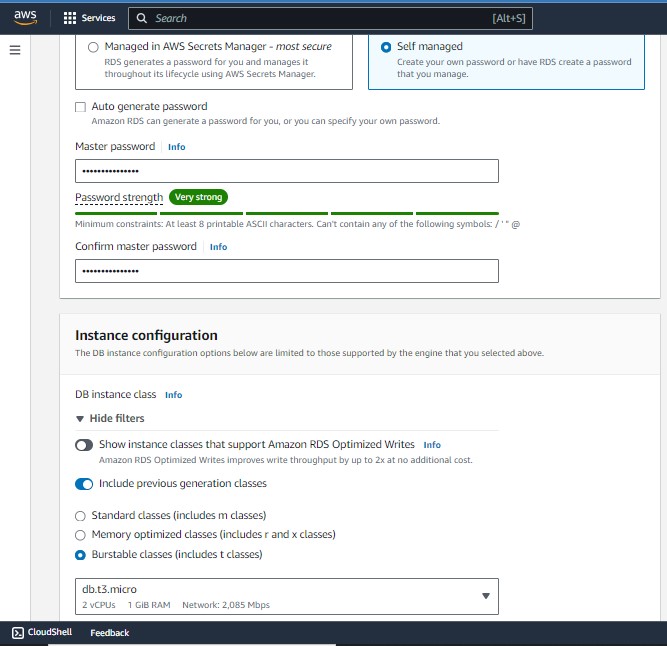 aws
Services
Search
[Alt+S]
Managed in AWS Secrets Manager - most secure
RDS generates a password for you and manages it
throughout its lifecycle using AWS Secrets Manager.
Self managed
Create your own password or have RDS create a password
that you manage.
Auto generate password
Amazon RDS can generate a password for you, or you can specify your own password.
Master password Info
•••••••••••••••
Password strength Very strong
Minimum constraints: At least 8 printable ASCII characters. Can't contain any of the following symbols: / ' " @
Confirm master password Info
•••••••••••••••
Instance configuration
The DB instance configuration options below are limited to those supported by the engine that you selected above.
DB instance class Info
Hide filters
Show instance classes that support Amazon RDS Optimized Writes Info
Amazon RDS Optimized Writes improves write throughput by up to 2x at no additional cost.
Include previous generation classes
Standard classes (includes m classes)
Memory optimized classes (includes r and x classes)
Burstable classes (includes t classes)
db.t3.micro
2 vCPUs 1 GiB RAM Network: 2,085 Mbps
CloudShell Feedback